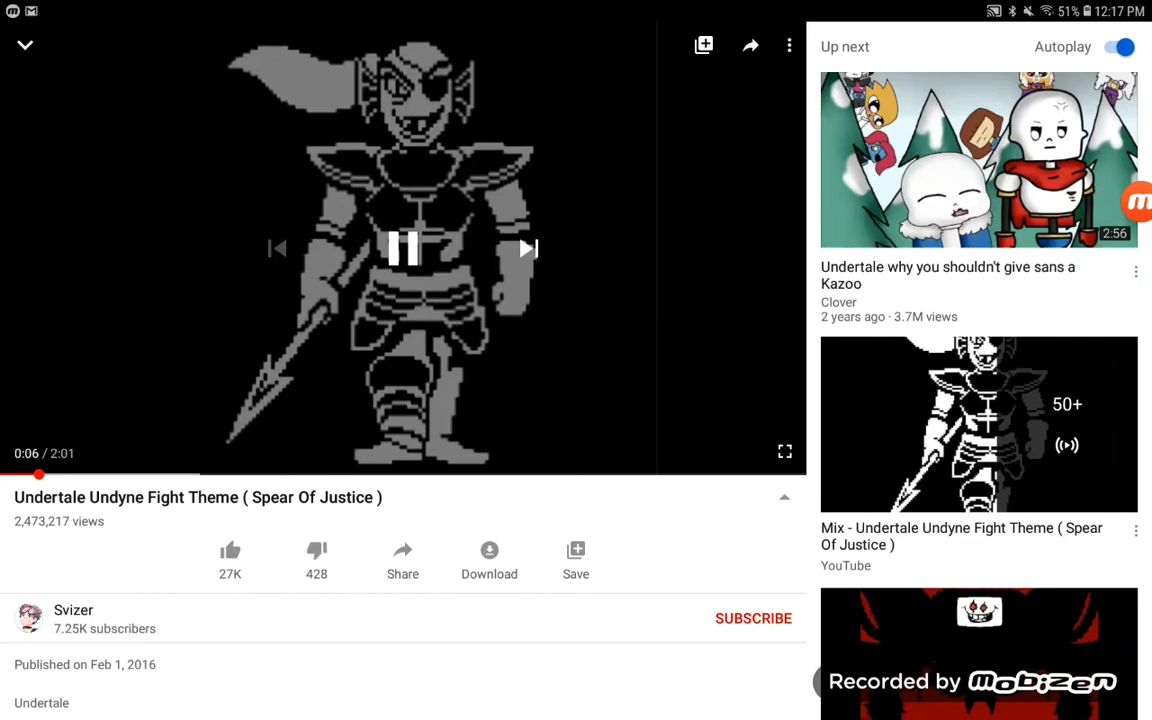 51% 12:17 PM
Up next
Autoplay
2:56
Undertale why you shouldn't give sans a
Kazoo
Clover
2 years ago · 3.7M views
50+
Mix - Undertale Undyne Fight Theme ( Spear
Of Justice )
YouTube
0:06 / 2:01
Undertale Undyne Fight Theme ( Spear Of Justice )
2,473,217 views
27K
428
Share
Download
Save
Svizer
7.25K subscribers
SUBSCRIBE
Published on Feb 1, 2016
Undertale
Recorded by mobizen